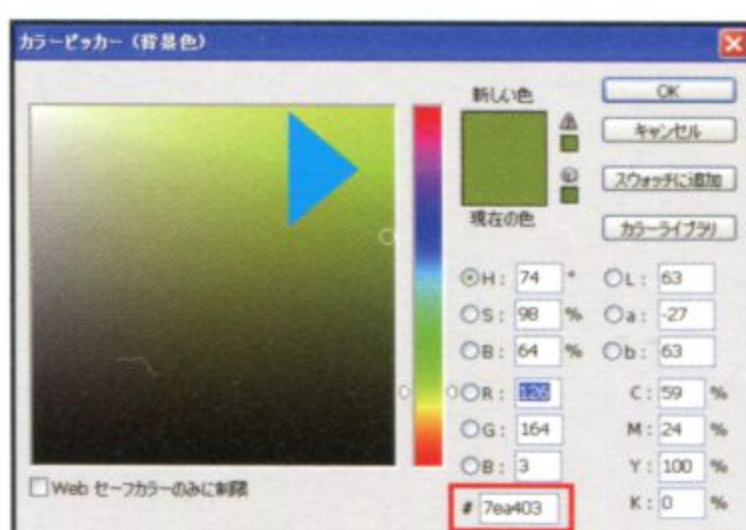 カラーピッカー（背景色）
新しい色
現在の色
OK
キャンセル
スウォッチに追加
カラーライブラリ
H: 74 °
S: 98 %
B: 64 %
R: 126
G: 164
B: 3
# 7ea403
L: 63
a: -27
b: 63
C: 59 %
M: 24 %
Y: 100 %
K: 0 %
Web セーフカラーのみに制限